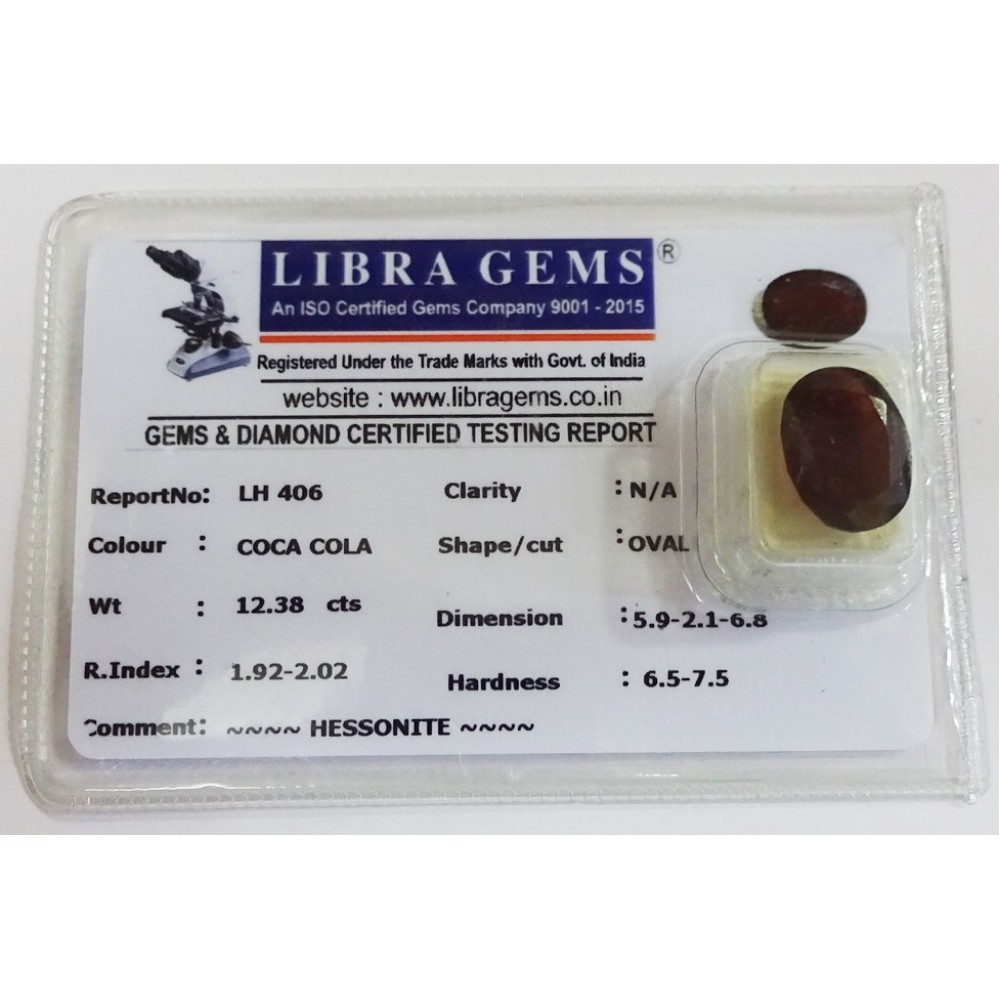 LIBRA GEMS ®
An ISO Certified Gems Company 9001 - 2015
Registered Under the Trade Marks with Govt. of India
website : www.libragems.co.in
GEMS & DIAMOND CERTIFIED TESTING REPORT
ReportNo: LH 406 Clarity : N/A
Colour : COCA COLA Shape/cut : OVAL
Wt : 12.38 cts Dimension : 5.9-2.1-6.8
R.Index : 1.92-2.02 Hardness : 6.5-7.5
Comment: ~~~~ HESSONITE ~~~~